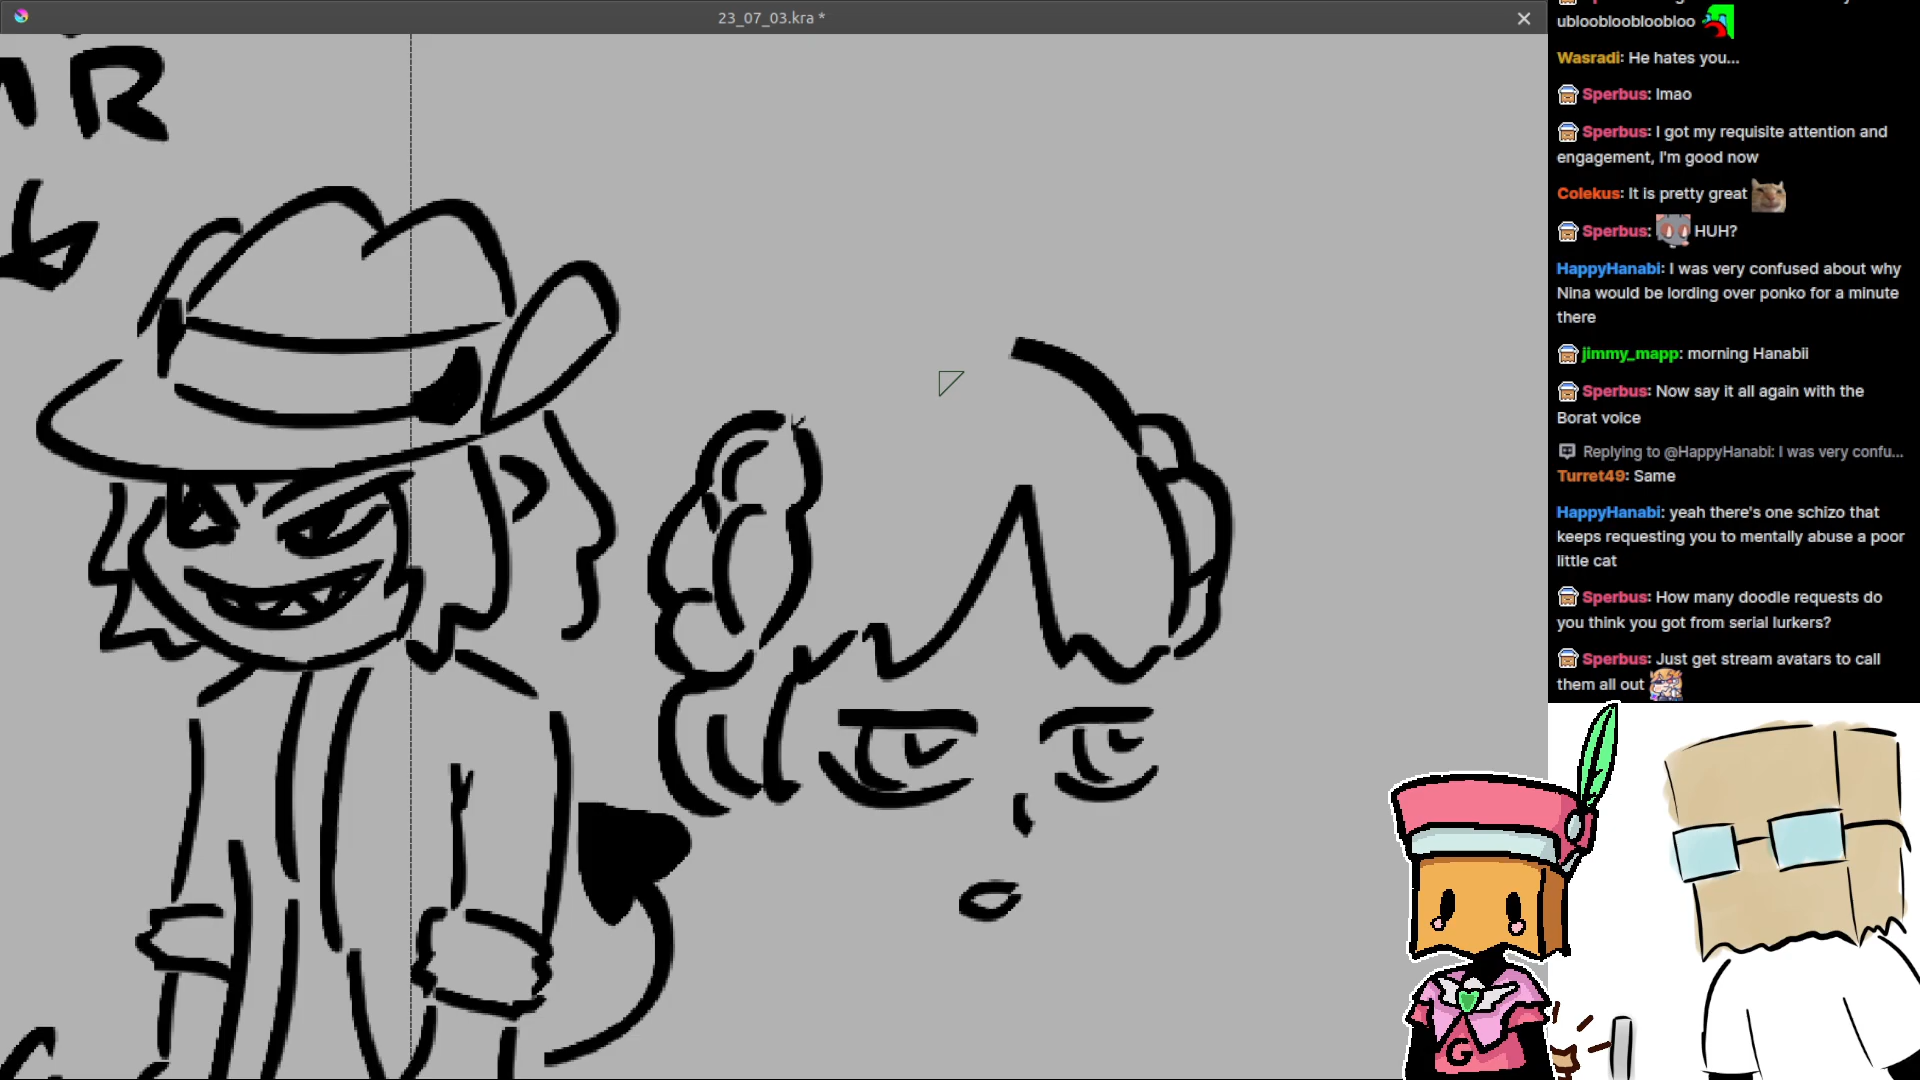 23_07_03.kra *
R
ublooblooblooblooo
Wasradi: He hates you...
Sperbus: lmao
Sperbus: I got my requisite attention and
engagement, I'm good now
Colekus: It is pretty great
Sperbus: HUH?
HappyHanabi: I was very confused about why
Nina would be lording over ponko for a minute
there
jimmy_mapp: morning Hanabii
Sperbus: Now say it all again with the
Borat voice
Replying to @HappyHanabi: I was very confu...
Turret49: Same
HappyHanabi: yeah there's one schizo that
keeps requesting you to mentally abuse a poor
little cat
Sperbus: How many doodle requests do
you think you got from serial lurkers?
Sperbus: Just get stream avatars to call
them all out
G